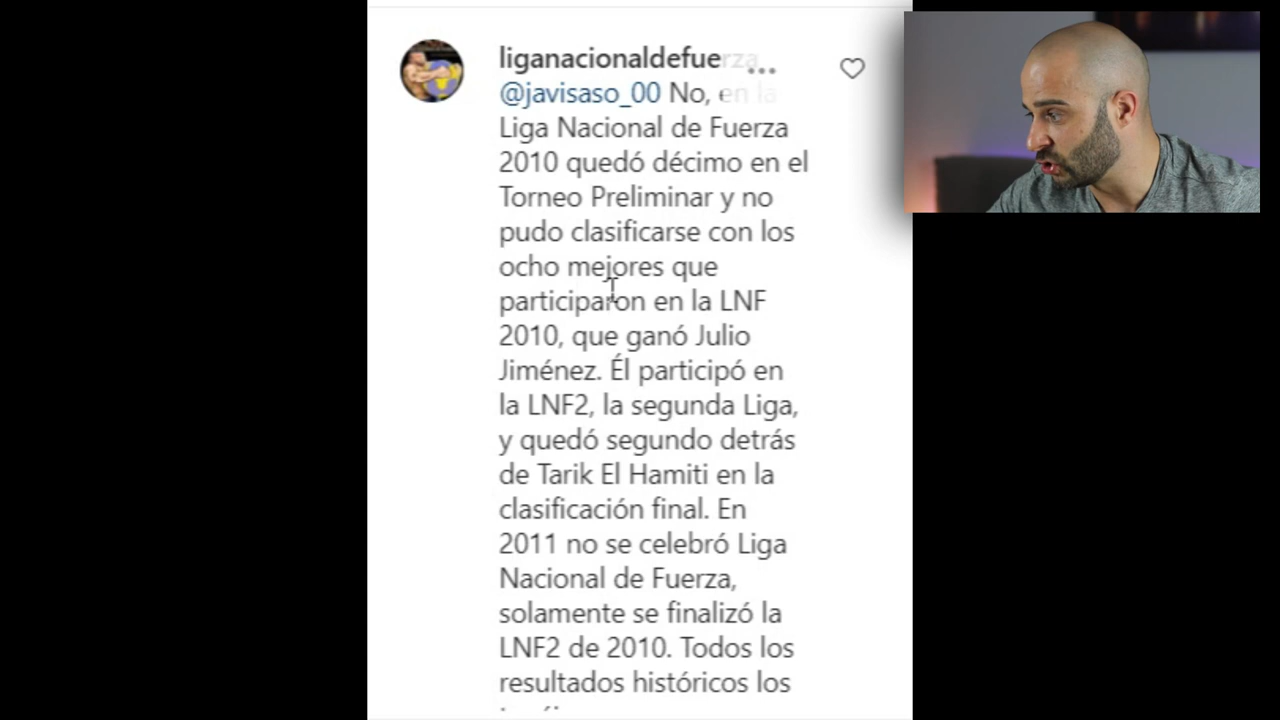 liganacionaldefuerza
@javisaso_00 No, en la
Liga Nacional de Fuerza
2010 quedó décimo en el
Torneo Preliminar y no
pudo clasificarse con los
ocho mejores que
participaron en la LNF
2010, que ganó Julio
Jiménez. Él participó en
la LNF2, la segunda Liga,
y quedó segundo detrás
de Tarik El Hamiti en la
clasificación final. En
2011 no se celebró Liga
Nacional de Fuerza,
solamente se finalizó la
LNF2 de 2010. Todos los
resultados históricos los